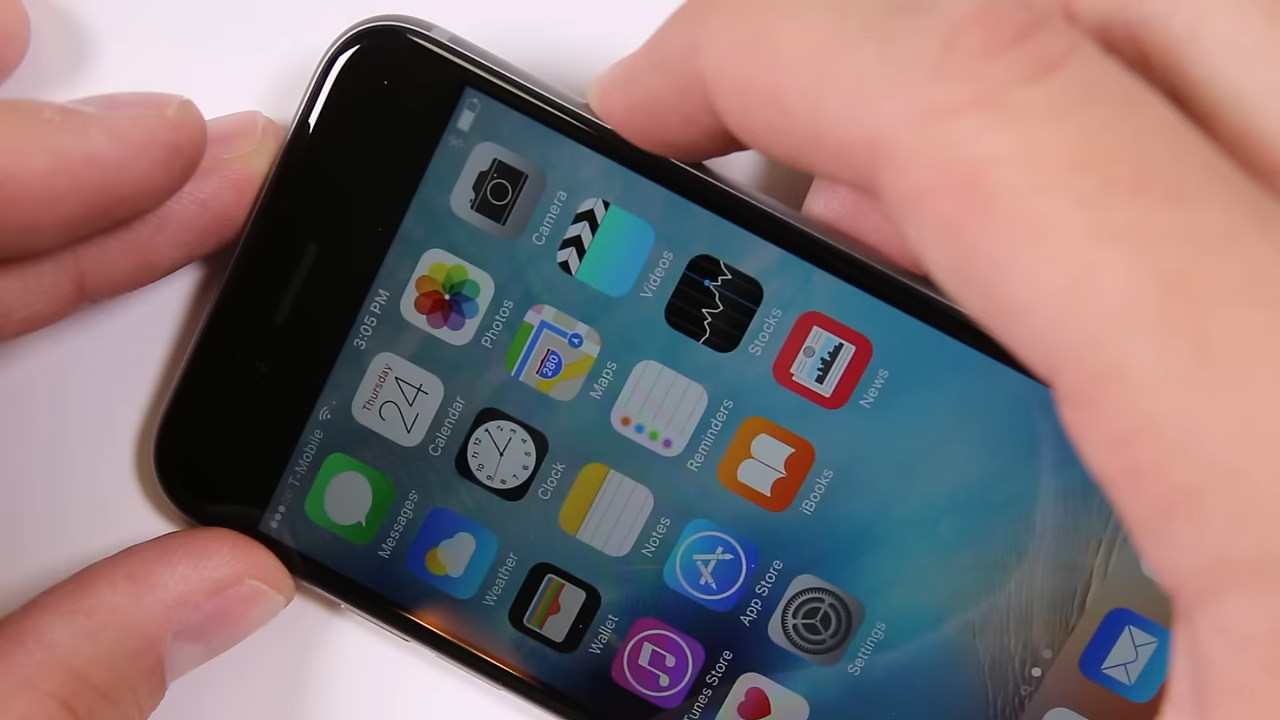 T-Mobile
3:05 PM
Messages
Thursday
24
Calendar
Photos
Camera
Weather
Clock
280
Maps
Videos
Wallet
Notes
Reminders
Stocks
iTunes Store
App Store
iBooks
News
Settings